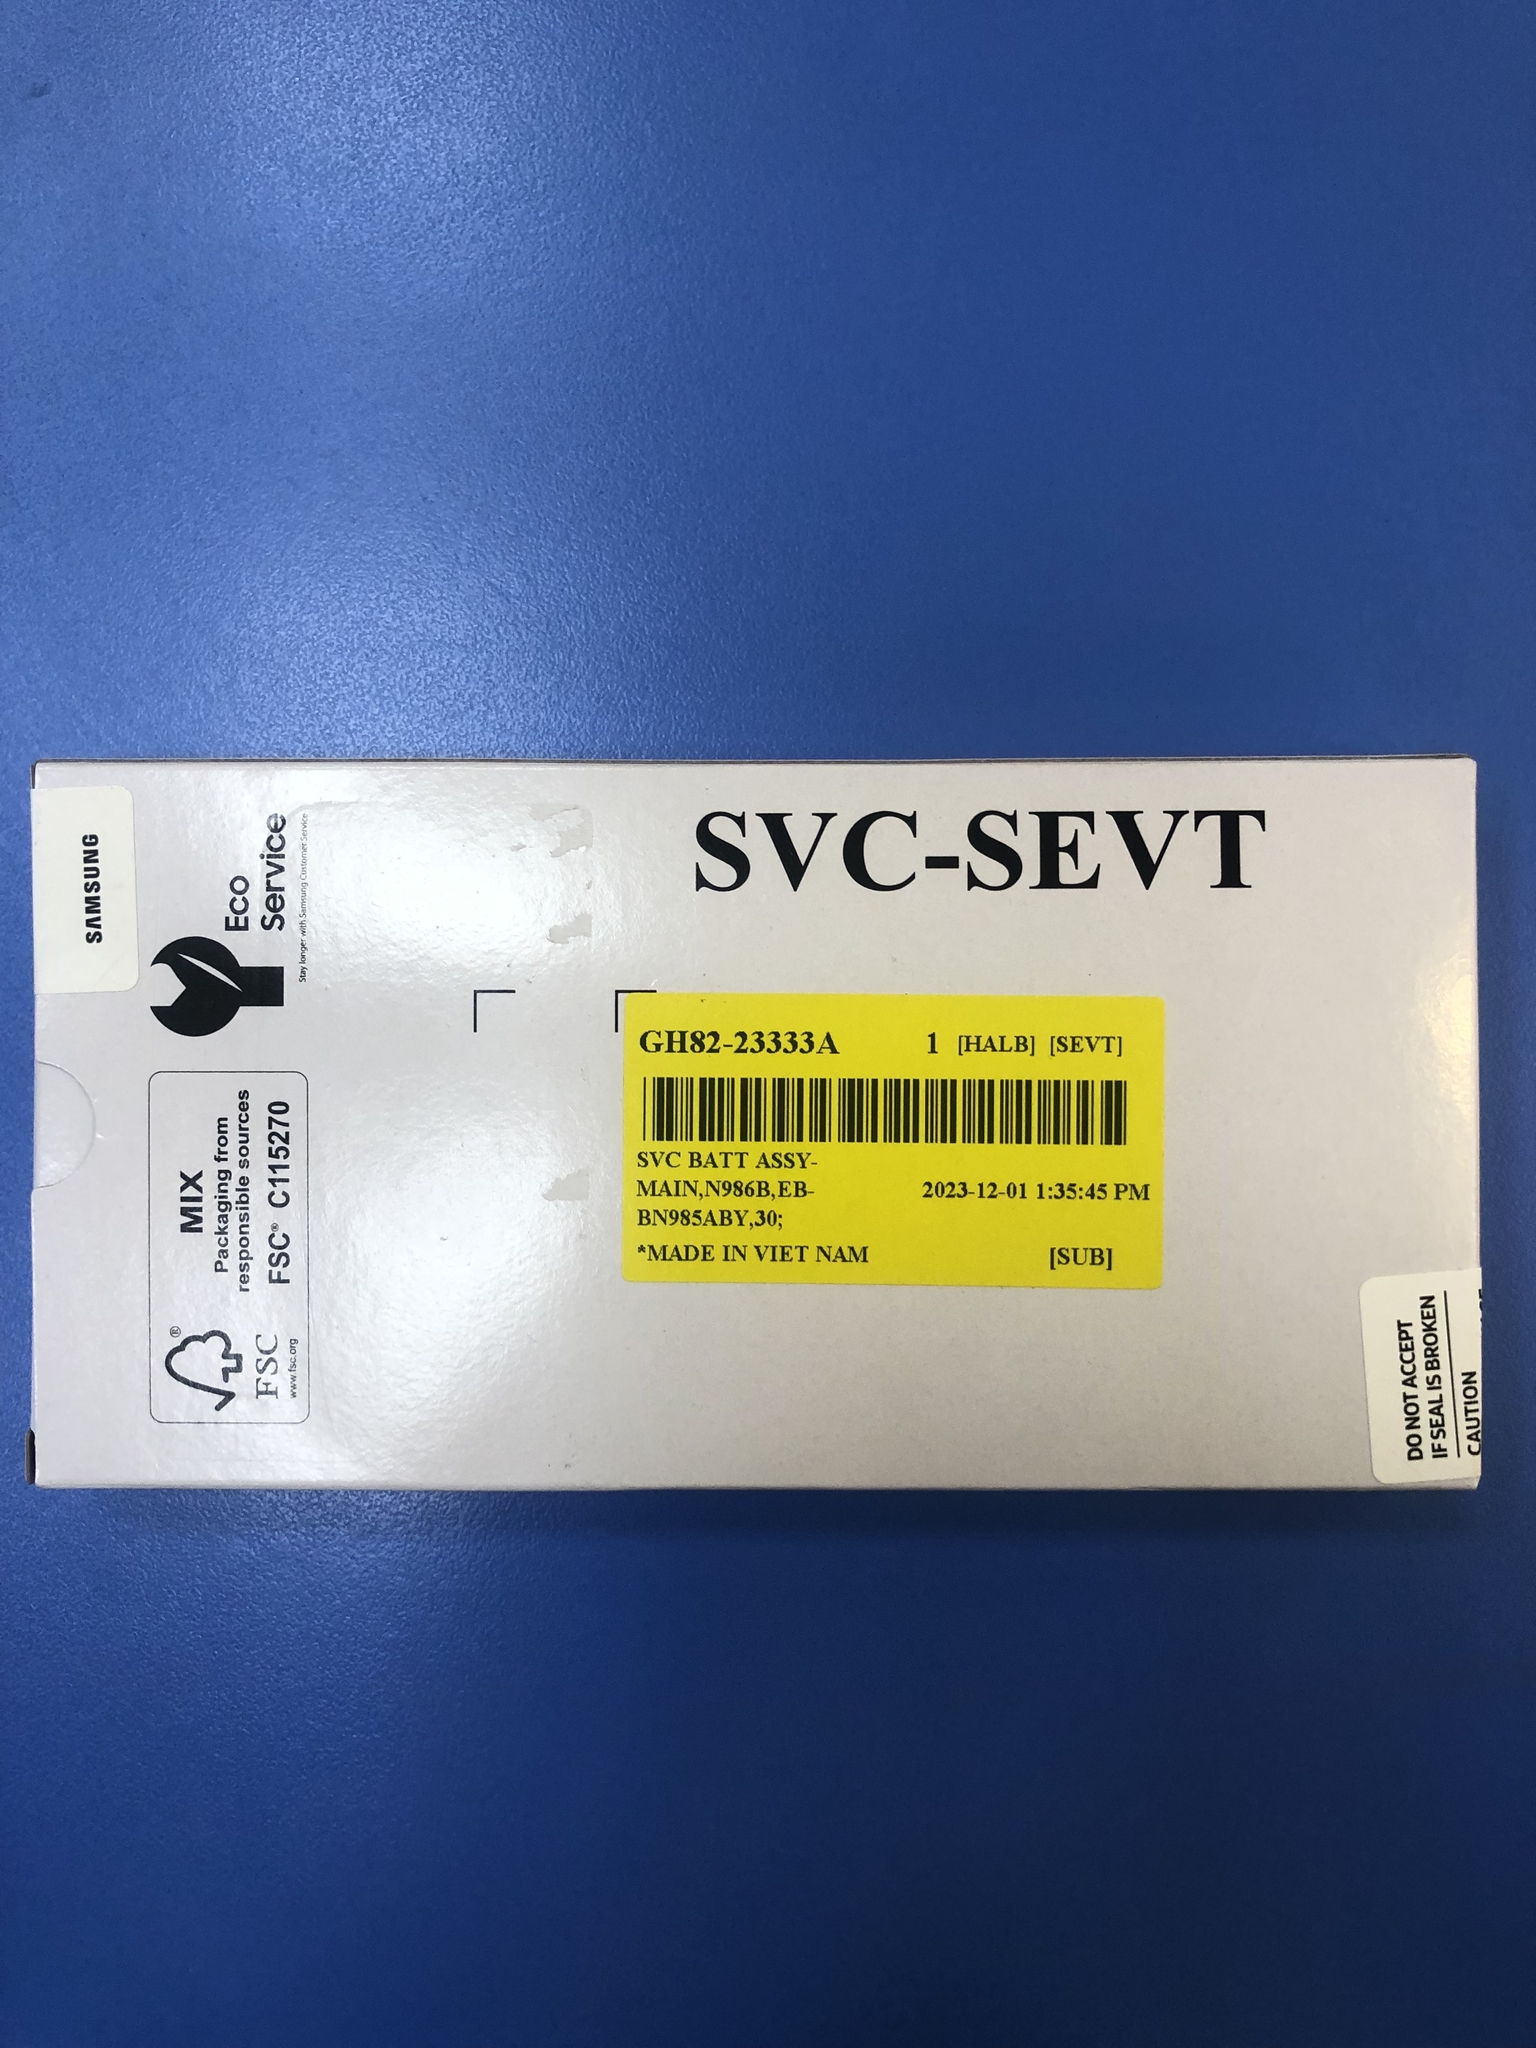 SAMSUNG
Eco
Service
Stay longer with Samsung Customer Service
SVC-SEVT
GH82-23333A 1 [HALB] [SEVT]
SVC BATT ASSY-
MAIN,N986B,EB-
BN985ABY,30;
2023-12-01 1:35:45 PM
*MADE IN VIET NAM [SUB]
MIX
Packaging from
responsible sources
FSC® C115270
®
FSC
www.fsc.org
DO NOT ACCEPT
IF SEAL IS BROKEN
CAUTION